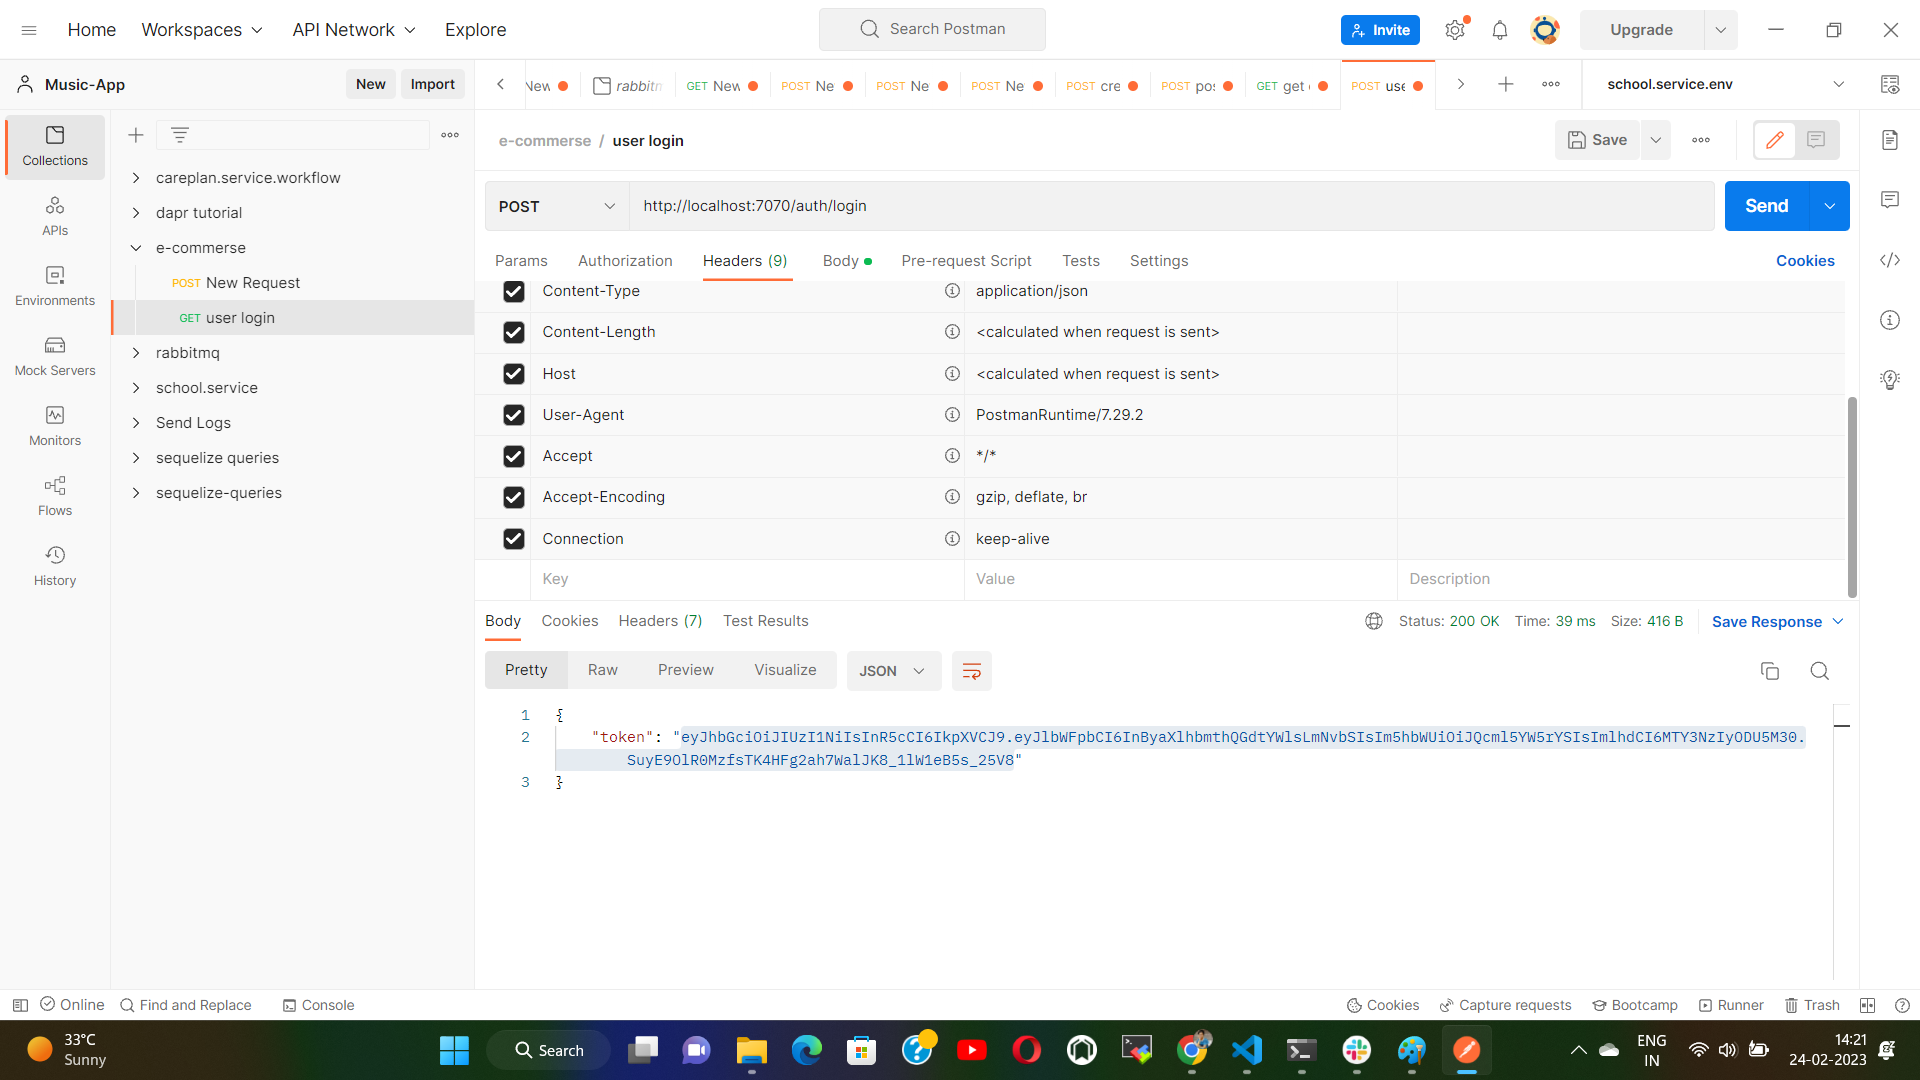 Home
Workspaces
API Network
Explore
Search Postman
Invite
Upgrade
Music-App
New
Import
New
rabbitm
GET New
POST Ne
POST Ne
POST Ne
POST cre
POST pos
GET get
POST use
school.service.env
Collections
APIs
Environments
Mock Servers
Monitors
Flows
History
careplan.service.workflow
dapr tutorial
e-commerse
POST New Request
GET user login
rabbitmq
school.service
Send Logs
sequelize queries
sequelize-queries
e-commerse / user login
Save
POST
http://localhost:7070/auth/login
Send
Params
Authorization
Headers (9)
Body
Pre-request Script
Tests
Settings
Cookies
Content-Type application/json
Content-Length <calculated when request is sent>
Host <calculated when request is sent>
User-Agent PostmanRuntime/7.29.2
Accept */*
Accept-Encoding gzip, deflate, br
Connection keep-alive
Key Value Description
Body
Cookies
Headers (7)
Test Results
Status: 200 OK Time: 39 ms Size: 416 B
Save Response
Pretty
Raw
Preview
Visualize
JSON
1 {
2 "token": "eyJhbGciOiJIUzI1NiIsInR5cCI6IkpXVCJ9.eyJlbWFpbCI6InByaXlhbmthQGdtYWlsLmNvbSIsIm5hbWUiOiJQcml5YW5rYSIsImlhdCI6MTY3NzIyODU5M30.
SuyE9OlR0MzfsTK4HFg2ah7WalJK8_1lW1eB5s_25V8"
3 }
Online
Find and Replace
Console
Cookies
Capture requests
Bootcamp
Runner
Trash
33°C
Sunny
Search
ENG
IN
14:21
24-02-2023